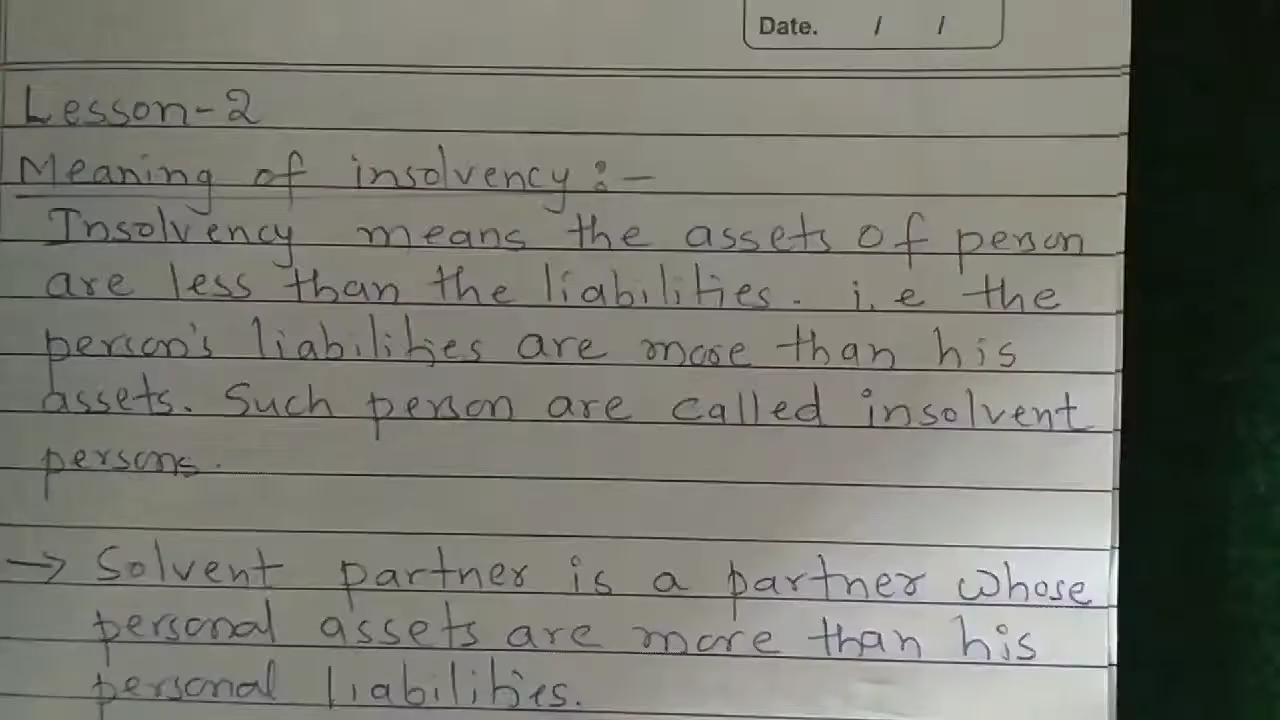 Date. / /
Lesson-2
Meaning of insolvency:-
Insolvency means the assets of person
are less than the liabilities. i.e the
person's liabilities are more than his
assets. Such person are called insolvent
persons.
→ Solvent partner is a partner whose
personal assets are more than his
personal liabilities.